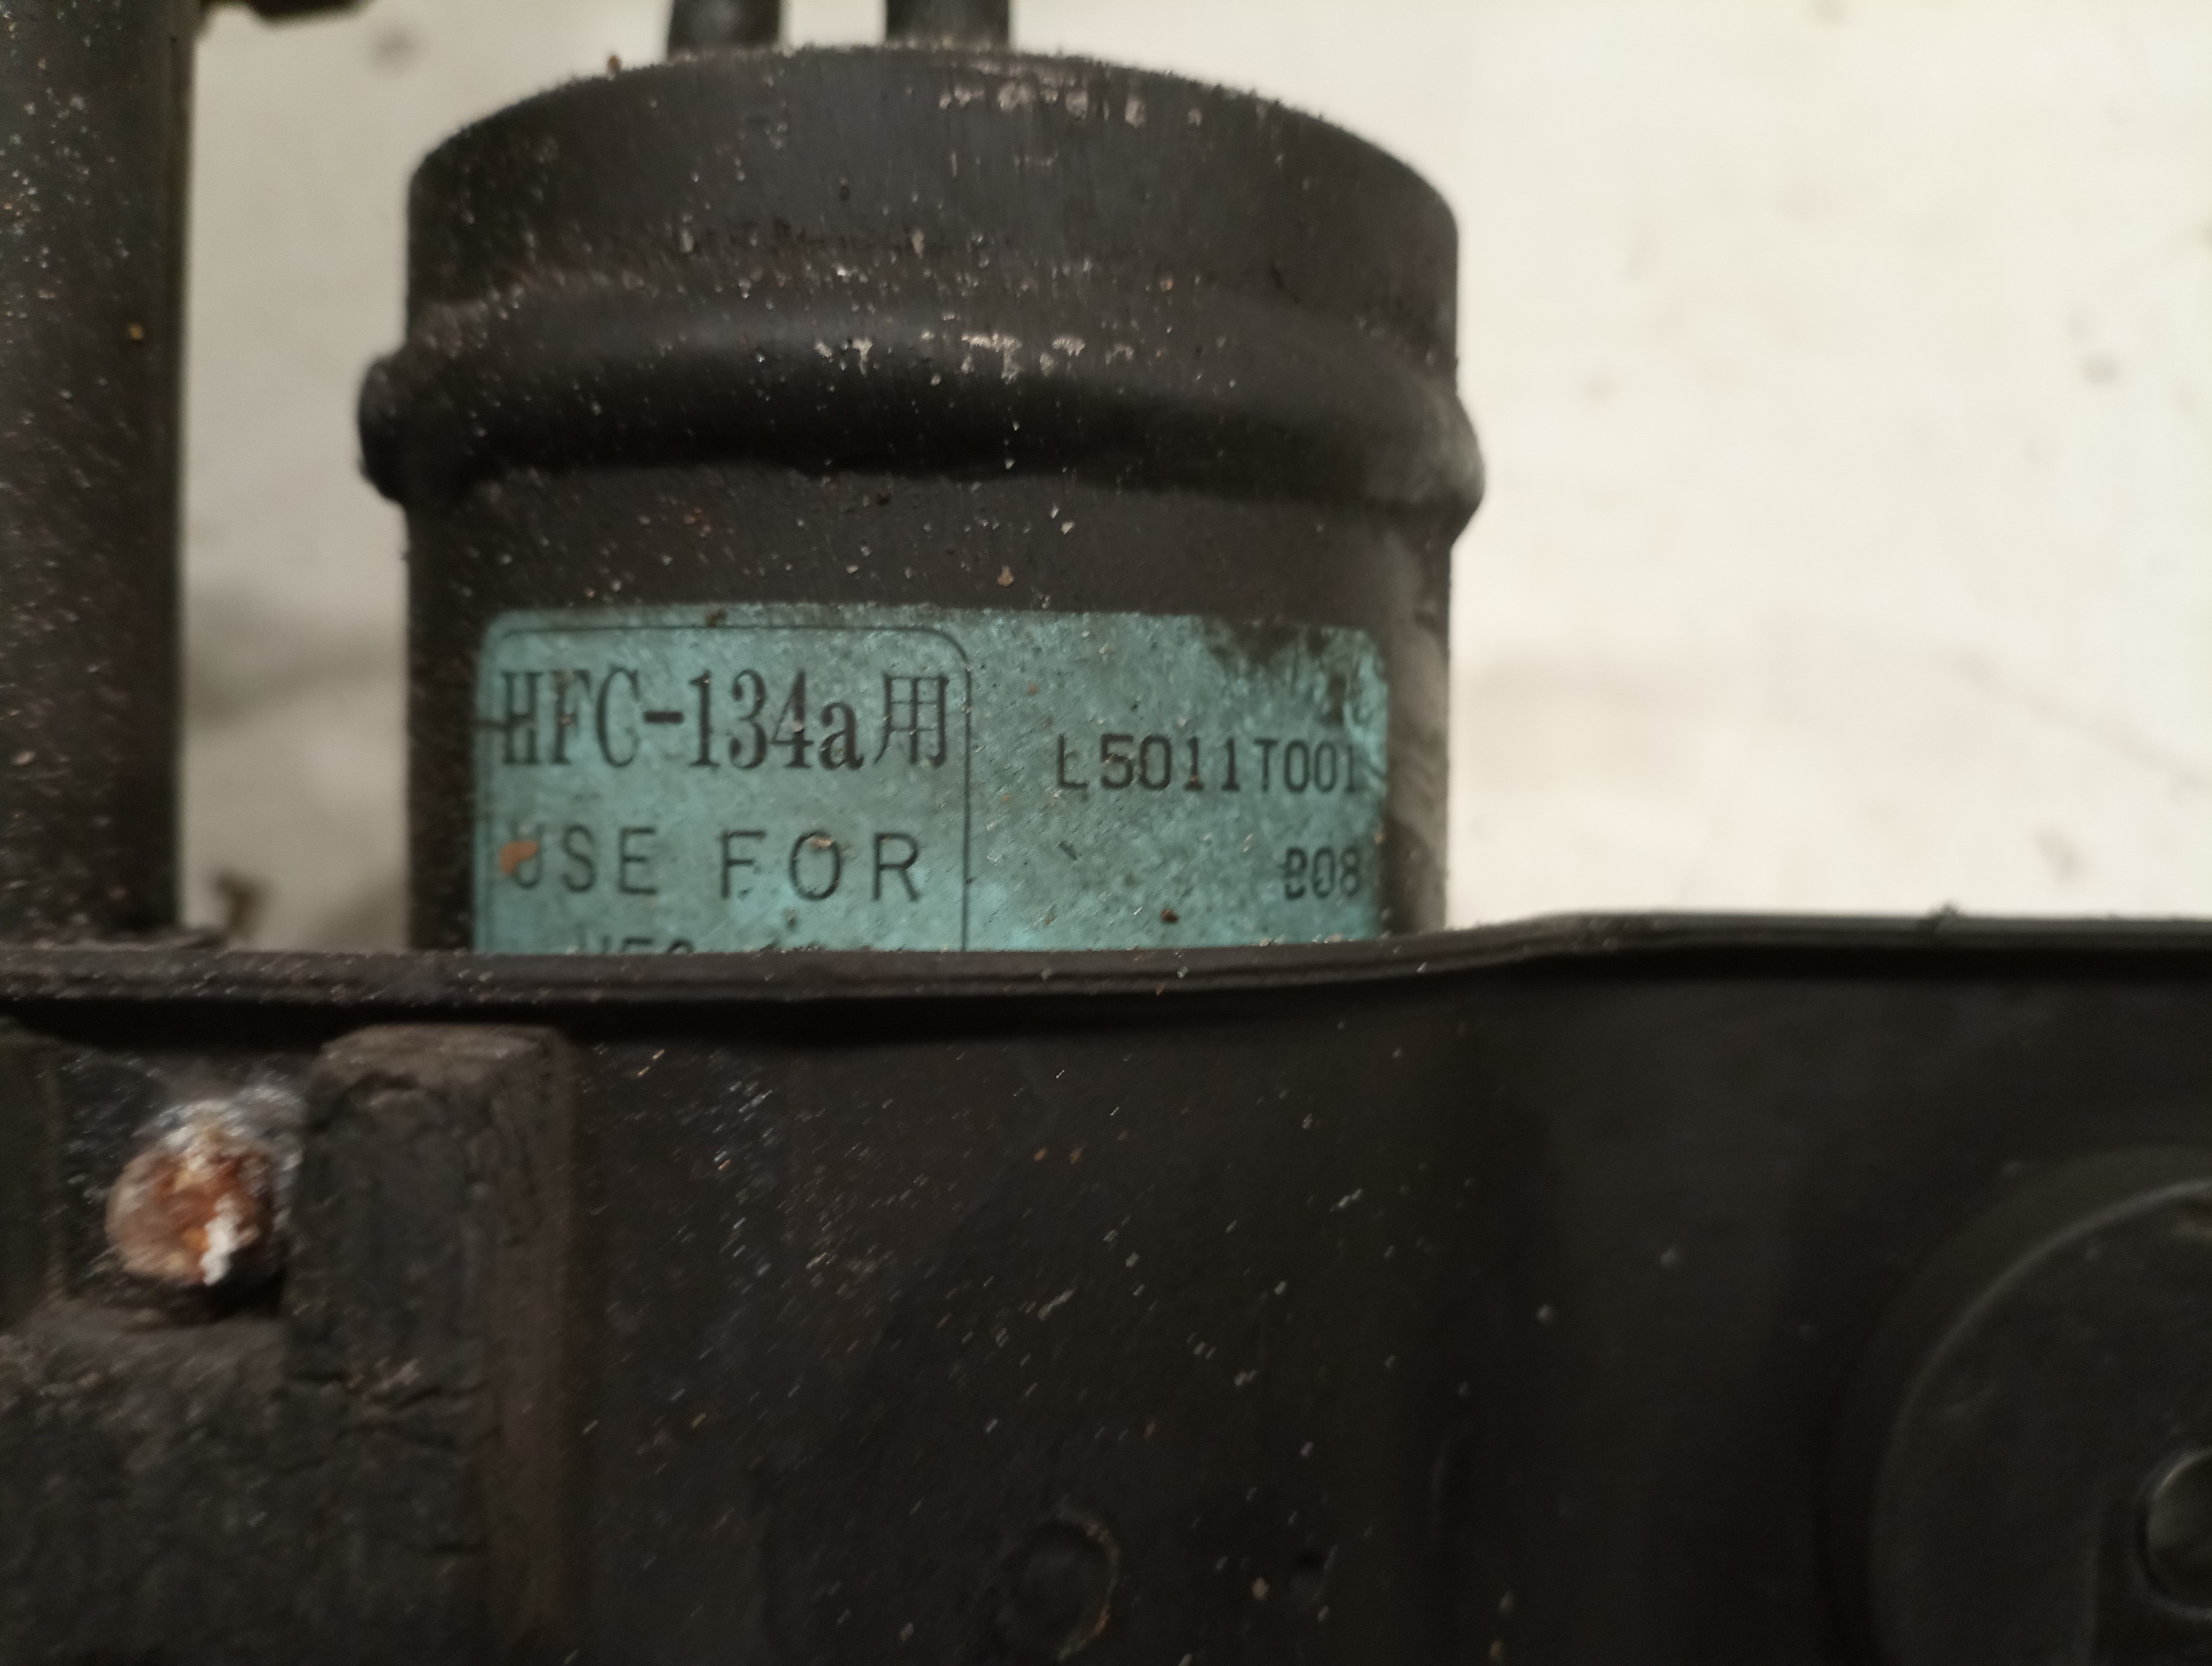 HFC-134a用
USE FOR
L5011T001
B08